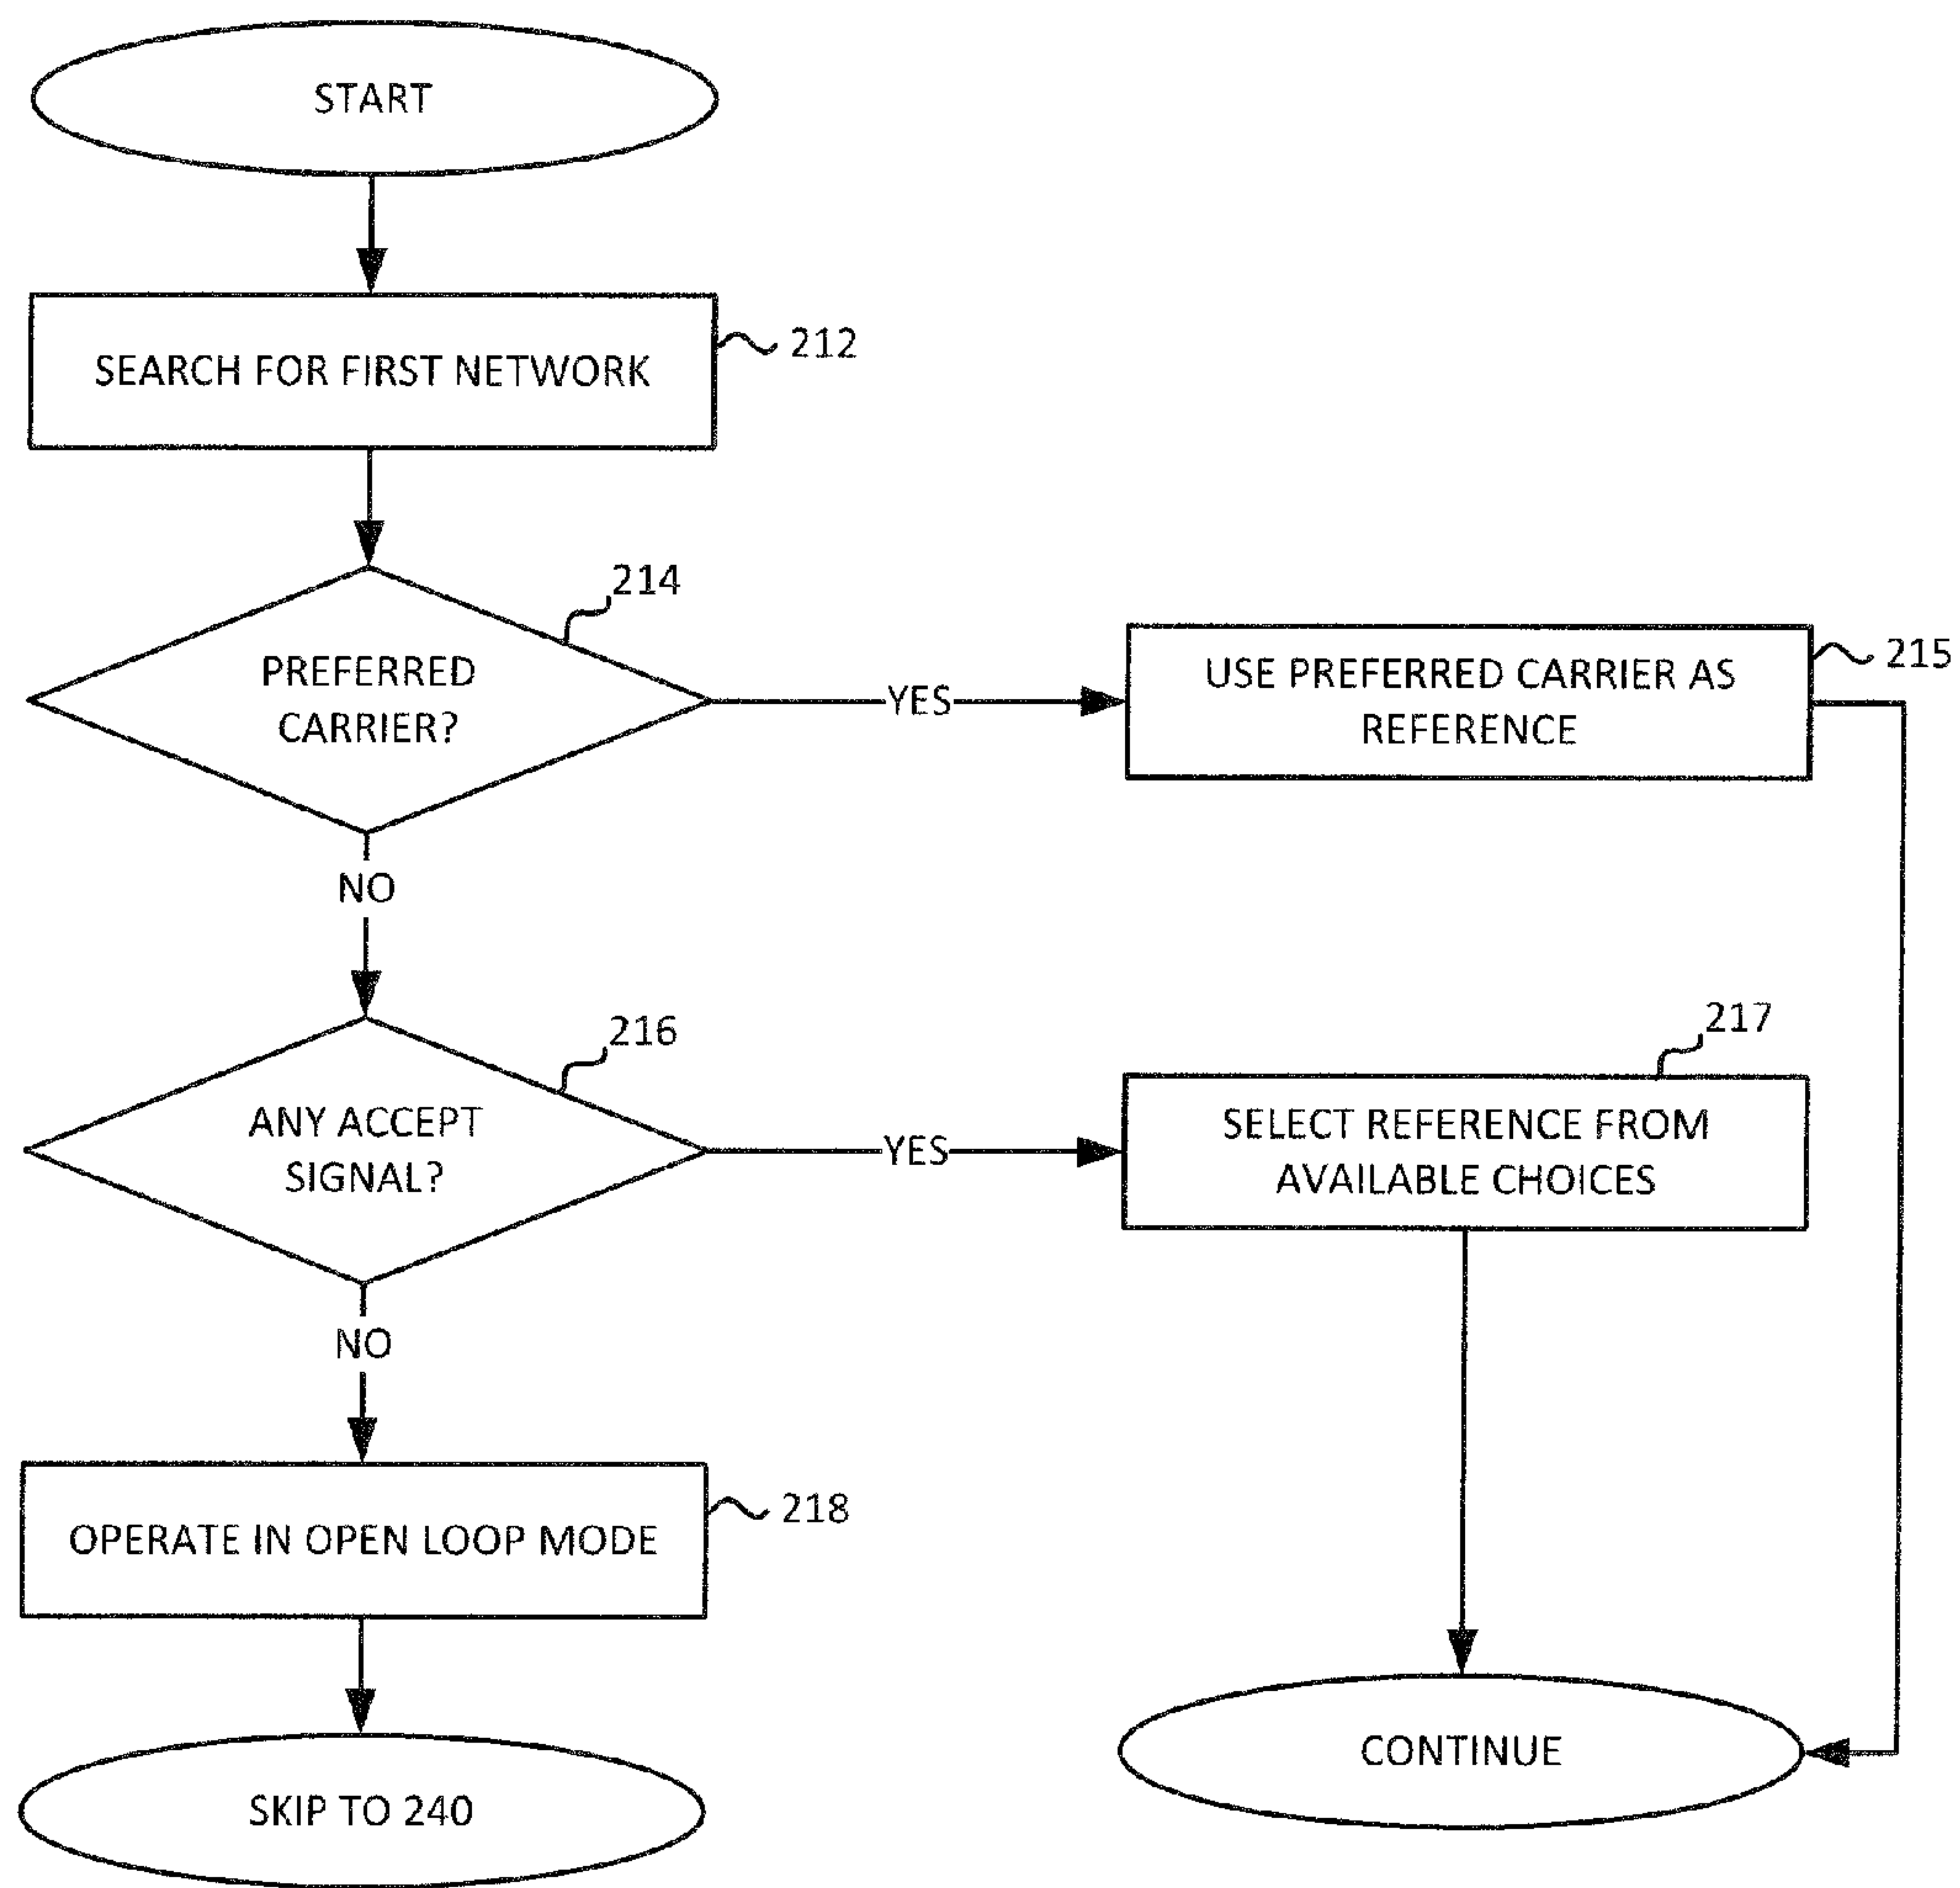 START
SEARCH FOR FIRST NETWORK
212
214
PREFERRED
CARRIER?
YES
USE PREFERRED CARRIER AS
REFERENCE
215
NO
216
ANY ACCEPT
SIGNAL?
YES
217
SELECT REFERENCE FROM
AVAILABLE CHOICES
NO
OPERATE IN OPEN LOOP MODE
218
SKIP TO 240
CONTINUE